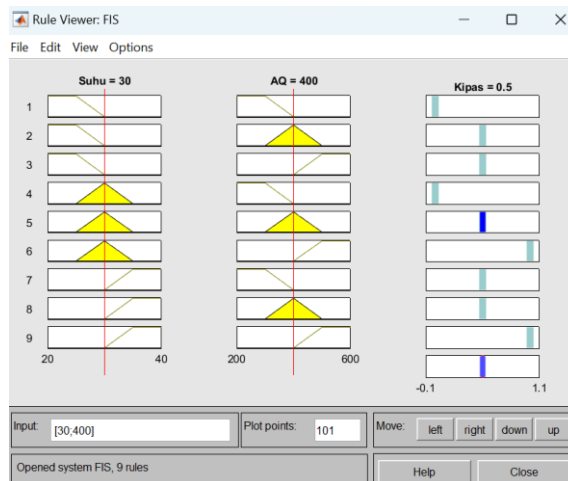 Rule Viewer: FIS
File Edit View Options
Suhu = 30 AQ = 400 Kipas = 0.5
1
2
3
4
5
6
7
8
9
20 40 200 600
-0.1 1.1
Input: [30;400] Plot points: 101 Move: left right down up
Opened system FIS, 9 rules Help Close